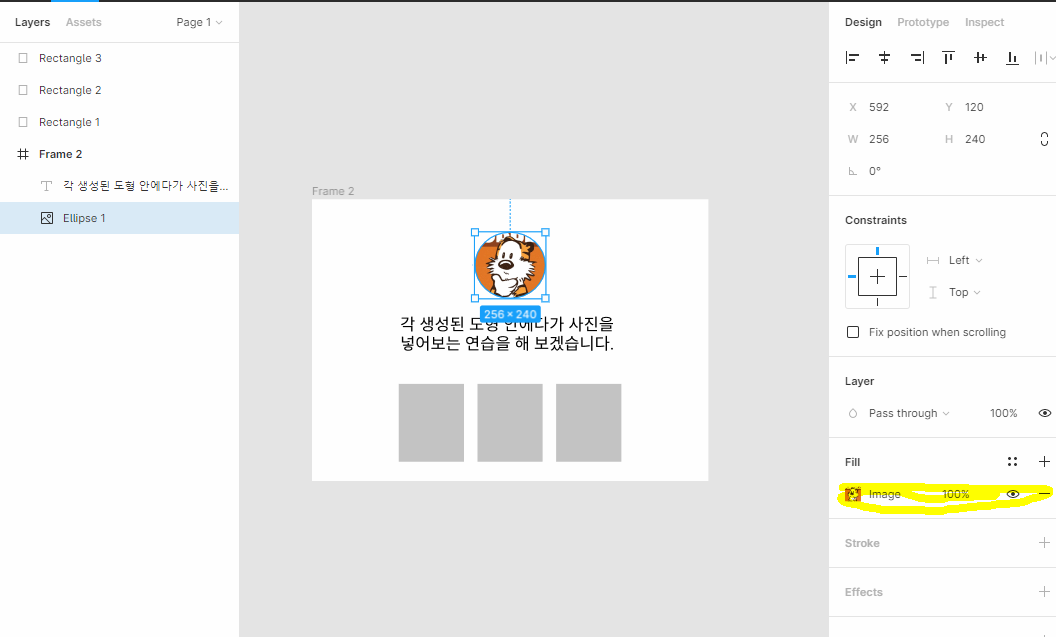 Layers Assets Page 1
Rectangle 3
Rectangle 2
Rectangle 1
Frame 2
각 생성된 도형 안에다가 사진을...
Ellipse 1
Frame 2
256 × 240
각 생성된 도형 안에다가 사진을
넣어보는 연습을 해 보겠습니다.
Design Prototype Inspect
X 592 Y 120
W 256 H 240
0°
Constraints
Left
Top
Fix position when scrolling
Layer
Pass through 100%
Fill
Image 100%
Stroke
Effects